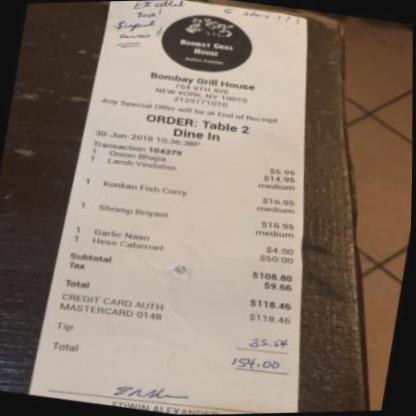 Excellent
food!
Superb
service!
5 stars!!!
BOMBAY GRILL
HOUSE
Indian Cuisine
Bombay Grill House
764 9TH AVE
NEW YORK, NY 10019
2129771010
Any Special Offer will be at End of Receipt
ORDER: Table 2
Dine In
30-Jun-2018 10:36:38P
Transaction 104379
1 Onion Bhajia $5.95
1 Lamb Vindaloo $14.95
medium
1 Konkan Fish Curry $16.95
medium
1 Shrimp Biriyani $16.95
medium
1 Garlic Naan $4.00
1 Hess Cabernet $50.00
Subtotal $108.80
Tax $9.66
Total $118.46
CREDIT CARD AUTH $118.46
MASTERCARD 0148
Tip 35.54
Total 154.00
EDWIN ALEXANDER